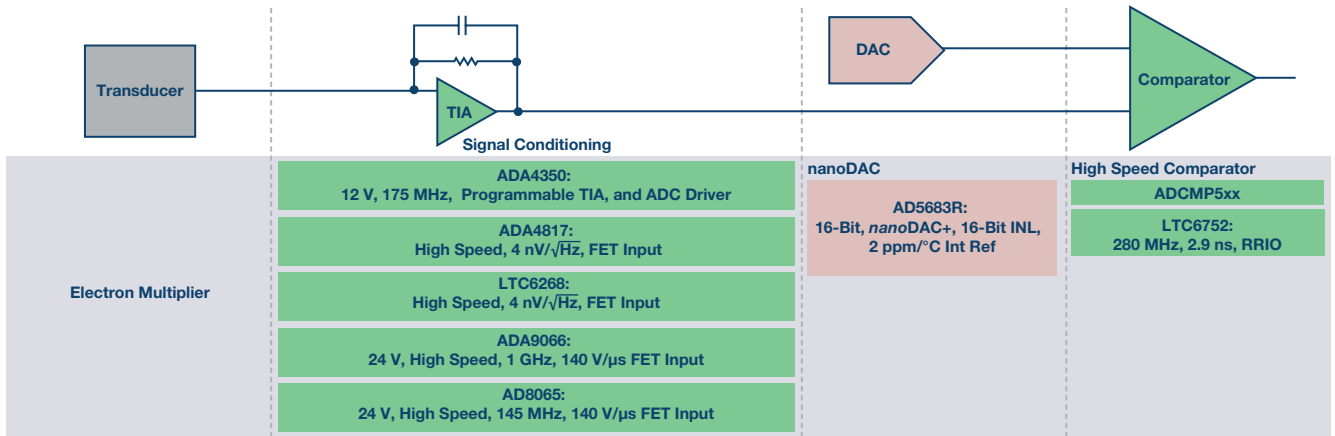 Transducer
TIA
DAC
Comparator
Signal Conditioning
Electron Multiplier
ADA4350:
12 V, 175 MHz, Programmable TIA, and ADC Driver
ADA4817:
High Speed, 4 nV/√Hz, FET Input
LTC6268:
High Speed, 4 nV/√Hz, FET Input
ADA9066:
24 V, High Speed, 1 GHz, 140 V/µs FET Input
AD8065:
24 V, High Speed, 145 MHz, 140 V/µs FET Input
nanoDAC
AD5683R:
16-Bit, nanoDAC+, 16-Bit INL,
2 ppm/°C Int Ref
High Speed Comparator
ADCMP5xx
LTC6752:
280 MHz, 2.9 ns, RRIO